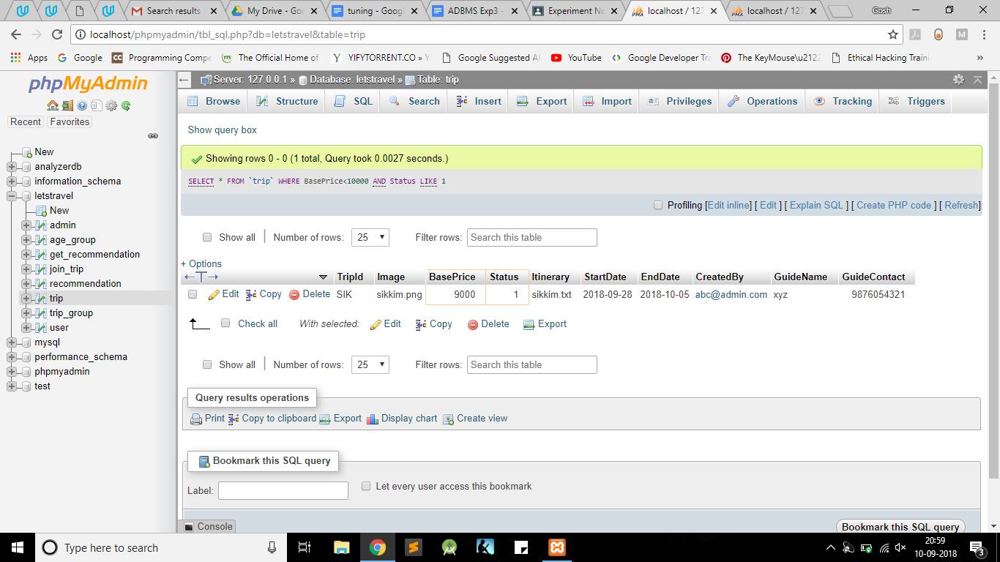 Search results
My Drive - Goo
tuning - Googl
ADBMS Exp3 -
Experiment No
localhost / 127
localhost / 127
Gosh
localhost/phpmyadmin/tbl_sql.php?db=letstravel&table=trip
Apps Google Programming Compe The Official Home of YIFYTORRENT.CO » Y Google Suggested AP YouTube Google Developer Tra The KeyMouse\u2122 Ethical Hacking Traini »
phpMyAdmin
Recent Favorites
New
analyzerdb
information_schema
letstravel
New
admin
age_group
get_recommendation
join_trip
recommendation
trip
trip_group
user
mysql
performance_schema
phpmyadmin
test
Server: 127.0.0.1 » Database: letstravel » Table: trip
Browse Structure SQL Search Insert Export Import Privileges Operations Tracking Triggers
Show query box
Showing rows 0 - 0 (1 total, Query took 0.0027 seconds.)
SELECT * FROM `trip` WHERE BasePrice<10000 AND Status LIKE 1
Profiling [Edit inline] [ Edit ] [ Explain SQL ] [ Create PHP code ] [ Refresh]
Show all | Number of rows: 25 Filter rows: Search this table
+ Options
←T→ TripId Image BasePrice Status Itinerary StartDate EndDate CreatedBy GuideName GuideContact
Edit Copy Delete SIK sikkim.png 9000 1 sikkim.txt 2018-09-28 2018-10-05 abc@admin.com xyz 9876054321
Check all With selected: Edit Copy Delete Export
Show all | Number of rows: 25 Filter rows: Search this table
Query results operations
Print Copy to clipboard Export Display chart Create view
Bookmark this SQL query
Label: Let every user access this bookmark
Console
Bookmark this SQL query
Type here to search
20:59
10-09-2018
3